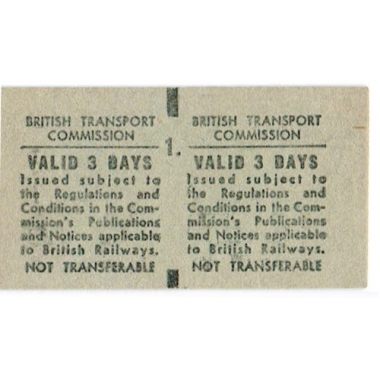 BRITISH TRANSPORT
COMMISSION
VALID 3 DAYS
Issued subject to
the Regulations and
Conditions in the Com-
mission's Publications
and Notices applicable
to British Railways.
NOT TRANSFERABLE
1.
BRITISH TRANSPORT
COMMISSION
VALID 3 DAYS
Issued subject to
the Regulations and
Conditions in the Com-
mission's Publications
and Notices applicable
to British Railways.
NOT TRANSFERABLE